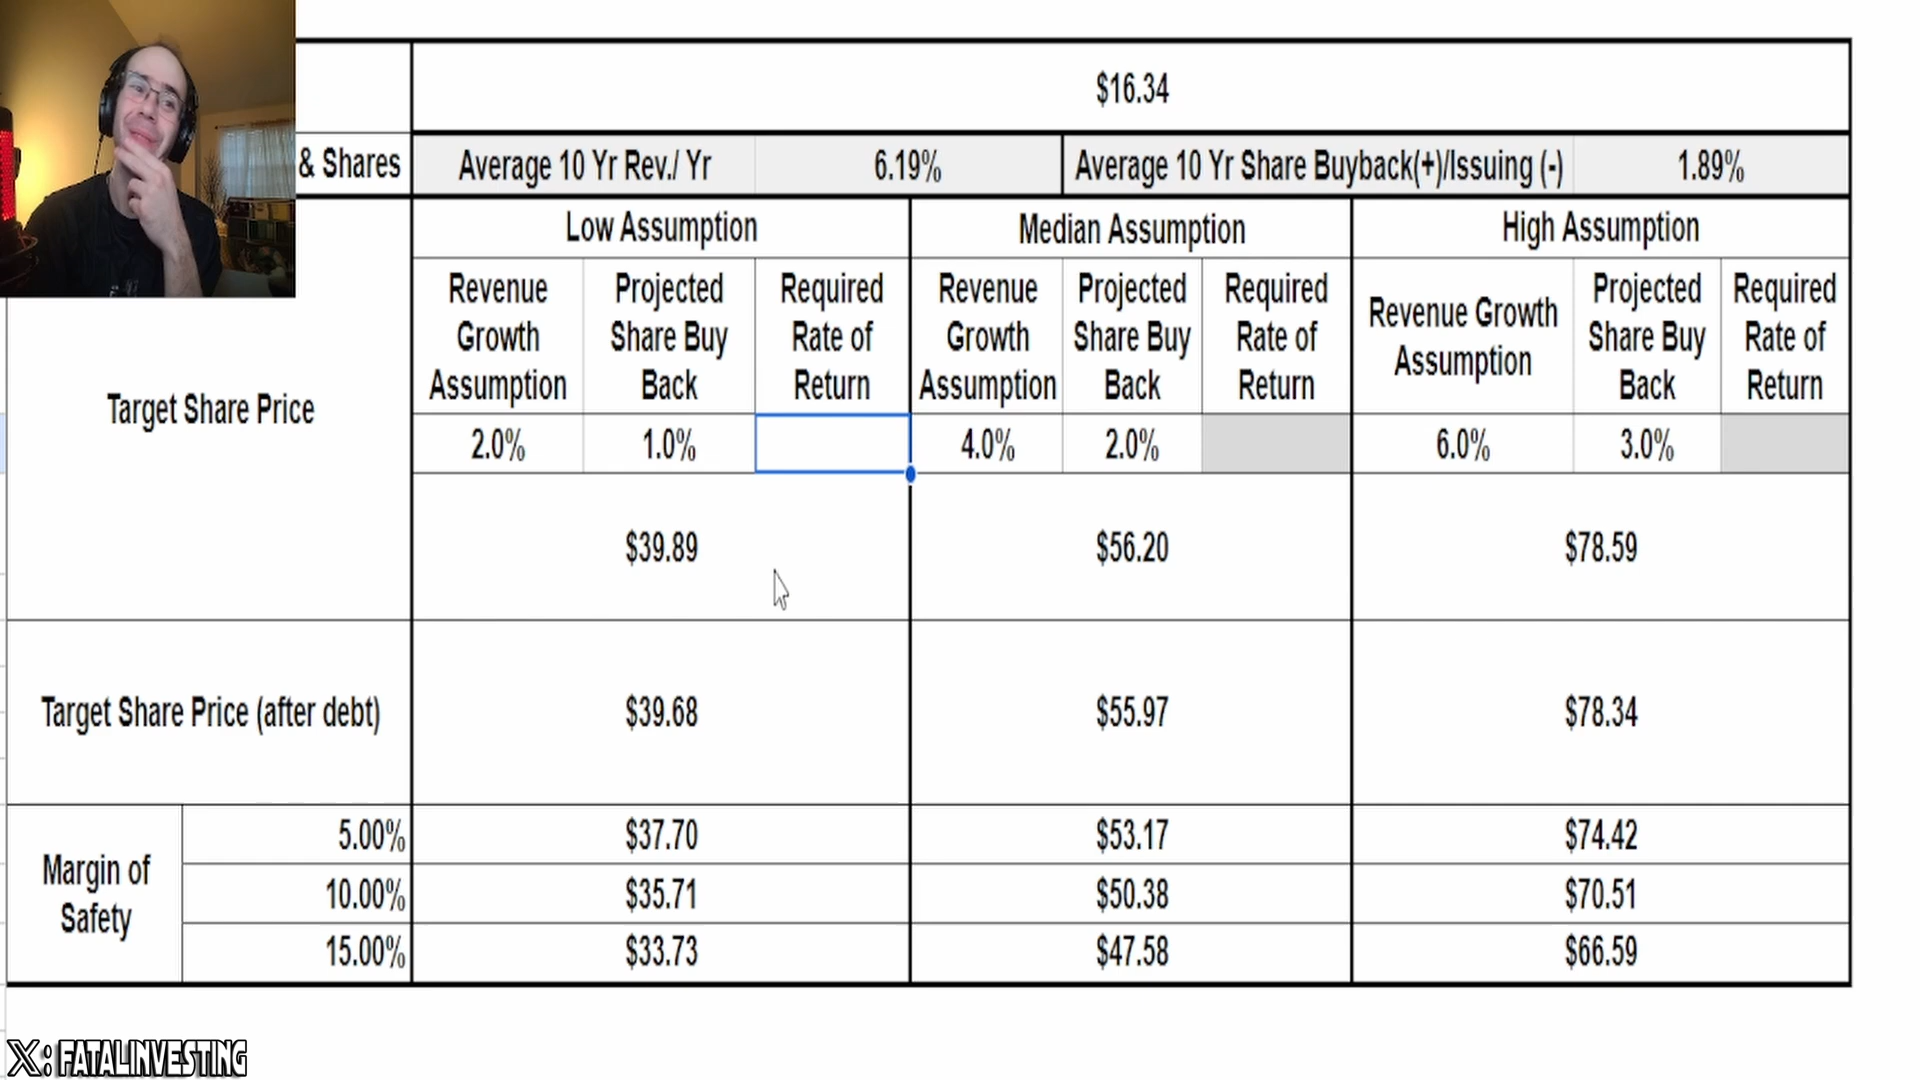 $16.34
& Shares Average 10 Yr Rev./ Yr 6.19% Average 10 Yr Share Buyback(+)/Issuing (-) 1.89%
Target Share Price
Low Assumption Median Assumption High Assumption
Revenue Growth Assumption Projected Share Buy Back Required Rate of Return Revenue Growth Assumption Projected Share Buy Back Required Rate of Return Revenue Growth Assumption Projected Share Buy Back Required Rate of Return
2.0% 1.0% 4.0% 2.0% 6.0% 3.0%
$39.89 $56.20 $78.59
Target Share Price (after debt) $39.68 $55.97 $78.34
Margin of Safety
5.00% $37.70 $53.17 $74.42
10.00% $35.71 $50.38 $70.51
15.00% $33.73 $47.58 $66.59
X: FATALINVESTING